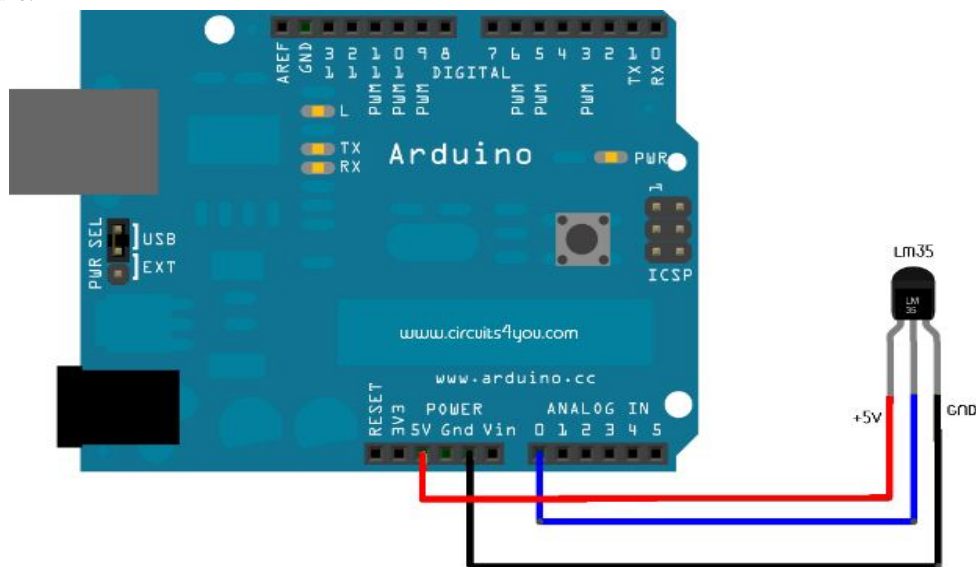 AREF
GND
13
12
11
10
9
8
7
6
5
4
3
2
1
0
PWM
PWM
PWM
PWM
PWM
PWM
TX
RX
DIGITAL
L
TX
RX
Arduino
PWR
1
ICSP
PWR SEL
USB
EXT
LM35
LM
35
www.circuits4you.com
www.arduino.cc
RESET
3V3
POWER
5V Gnd Vin
ANALOG IN
0 1 2 3 4 5
+5V
GND